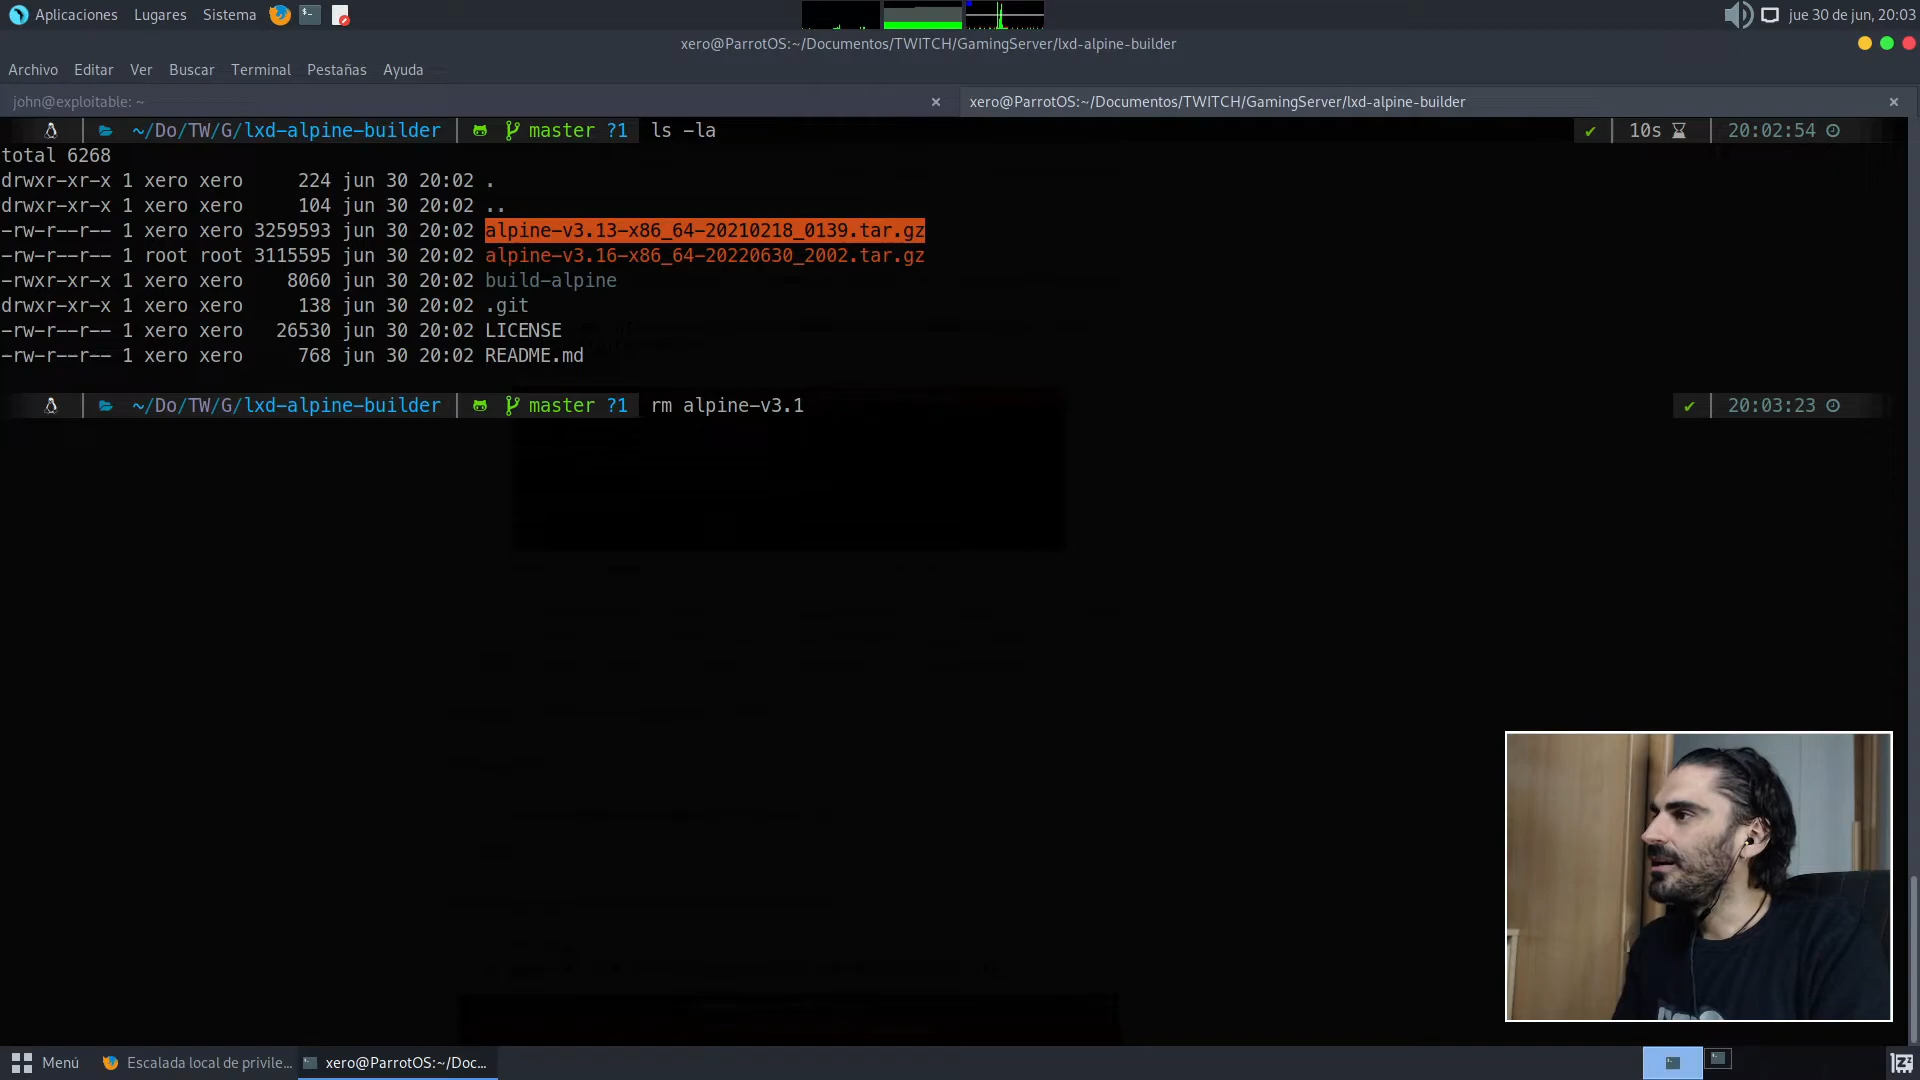 Aplicaciones Lugares Sistema jue 30 de jun, 20:03
xero@ParrotOS:~/Documentos/TWITCH/GamingServer/lxd-alpine-builder
Archivo Editar Ver Buscar Terminal Pestañas Ayuda
john@exploitable: ~ × xero@ParrotOS:~/Documentos/TWITCH/GamingServer/lxd-alpine-builder ×
~/Do/TW/G/lxd-alpine-builder master ?1 ls -la ✔ 10s 20:02:54
total 6268
drwxr-xr-x 1 xero xero 224 jun 30 20:02 .
drwxr-xr-x 1 xero xero 104 jun 30 20:02 ..
-rw-r--r-- 1 xero xero 3259593 jun 30 20:02 alpine-v3.13-x86_64-20210218_0139.tar.gz
-rw-r--r-- 1 root root 3115595 jun 30 20:02 alpine-v3.16-x86_64-20220630_2002.tar.gz
-rwxr-xr-x 1 xero xero 8060 jun 30 20:02 build-alpine
drwxr-xr-x 1 xero xero 138 jun 30 20:02 .git
-rw-r--r-- 1 xero xero 26530 jun 30 20:02 LICENSE
-rw-r--r-- 1 xero xero 768 jun 30 20:02 README.md
~/Do/TW/G/lxd-alpine-builder master ?1 rm alpine-v3.1 ✔ 20:03:23
Menú Escalada local de privile... xero@ParrotOS:~/Doc...